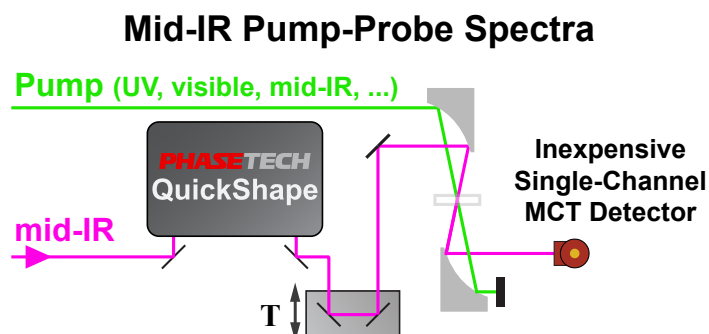 Mid-IR Pump-Probe Spectra
Pump (UV, visible, mid-IR, ...)
PHASETECH
QuickShape
Inexpensive
Single-Channel
MCT Detector
mid-IR
T